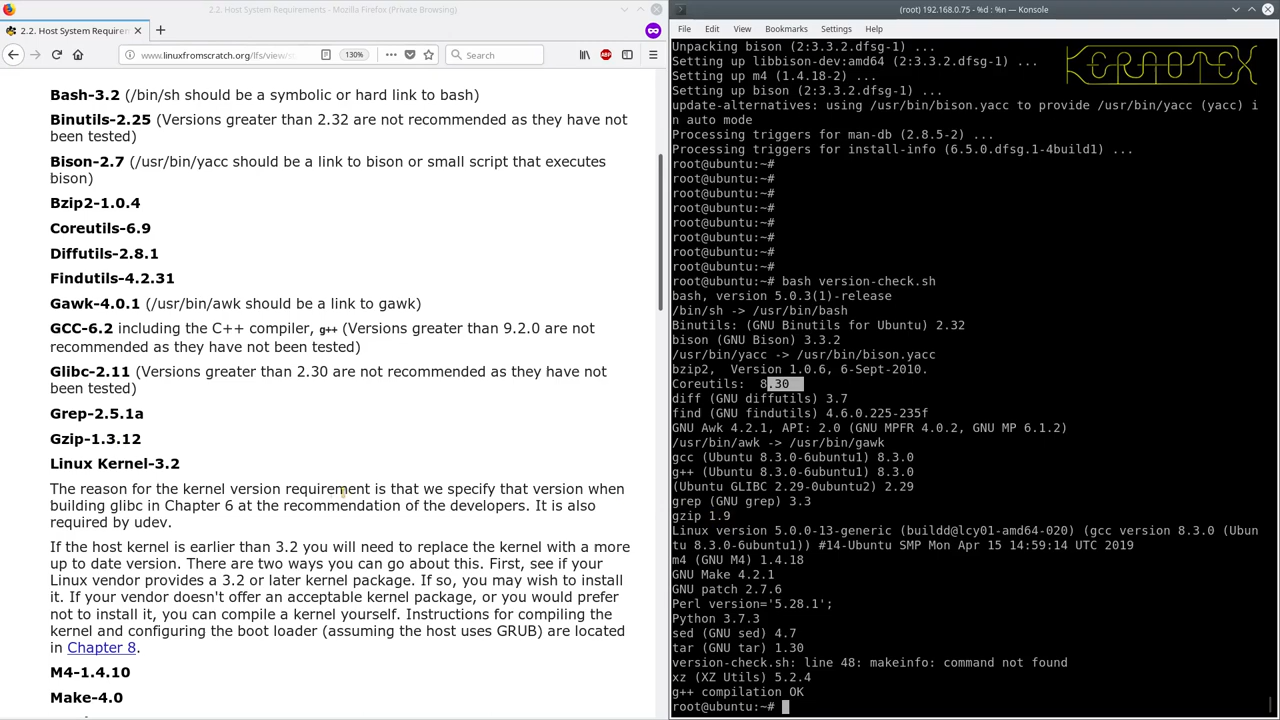 2.2. Host System Requirements - Mozilla Firefox (Private Browsing)
2.2. Host System Requirem
www.linuxfromscratch.org/lfs/view/s
130%
Search
ABP
Bash-3.2 (/bin/sh should be a symbolic or hard link to bash)
Binutils-2.25 (Versions greater than 2.32 are not recommended as they have not
been tested)
Bison-2.7 (/usr/bin/yacc should be a link to bison or small script that executes
bison)
Bzip2-1.0.4
Coreutils-6.9
Diffutils-2.8.1
Findutils-4.2.31
Gawk-4.0.1 (/usr/bin/awk should be a link to gawk)
GCC-6.2 including the C++ compiler, g++ (Versions greater than 9.2.0 are not
recommended as they have not been tested)
Glibc-2.11 (Versions greater than 2.30 are not recommended as they have not
been tested)
Grep-2.5.1a
Gzip-1.3.12
Linux Kernel-3.2
The reason for the kernel version requirement is that we specify that version when
building glibc in Chapter 6 at the recommendation of the developers. It is also
required by udev.
If the host kernel is earlier than 3.2 you will need to replace the kernel with a more
up to date version. There are two ways you can go about this. First, see if your
Linux vendor provides a 3.2 or later kernel package. If so, you may wish to install
it. If your vendor doesn't offer an acceptable kernel package, or you would prefer
not to install it, you can compile a kernel yourself. Instructions for compiling the
kernel and configuring the boot loader (assuming the host uses GRUB) are located
in Chapter 8.
M4-1.4.10
Make-4.0
(root) 192.168.0.75 - %d : %n — Konsole
File Edit View Bookmarks Settings Help
KERAOTEX
Unpacking bison (2:3.3.2.dfsg-1) ...
Setting up libbison-dev:amd64 (2:3.3.2.dfsg-1) ...
Setting up m4 (1.4.18-2) ...
Setting up bison (2:3.3.2.dfsg-1) ...
update-alternatives: using /usr/bin/bison.yacc to provide /usr/bin/yacc (yacc) i
n auto mode
Processing triggers for man-db (2.8.5-2) ...
Processing triggers for install-info (6.5.0.dfsg.1-4build1) ...
root@ubuntu:~#
root@ubuntu:~#
root@ubuntu:~#
root@ubuntu:~#
root@ubuntu:~#
root@ubuntu:~#
root@ubuntu:~#
root@ubuntu:~#
root@ubuntu:~# bash version-check.sh
bash, version 5.0.3(1)-release
/bin/sh -> /usr/bin/bash
Binutils: (GNU Binutils for Ubuntu) 2.32
bison (GNU Bison) 3.3.2
/usr/bin/yacc -> /usr/bin/bison.yacc
bzip2,  Version 1.0.6, 6-Sept-2010.
Coreutils:  8.30
diff (GNU diffutils) 3.7
find (GNU findutils) 4.6.0.225-235f
GNU Awk 4.2.1, API: 2.0 (GNU MPFR 4.0.2, GNU MP 6.1.2)
/usr/bin/awk -> /usr/bin/gawk
gcc (Ubuntu 8.3.0-6ubuntu1) 8.3.0
g++ (Ubuntu 8.3.0-6ubuntu1) 8.3.0
(Ubuntu GLIBC 2.29-0ubuntu2) 2.29
grep (GNU grep) 3.3
gzip 1.9
Linux version 5.0.0-13-generic (buildd@lcy01-amd64-020) (gcc version 8.3.0 (Ubun
tu 8.3.0-6ubuntu1)) #14-Ubuntu SMP Mon Apr 15 14:59:14 UTC 2019
m4 (GNU M4) 1.4.18
GNU Make 4.2.1
GNU patch 2.7.6
Perl version='5.28.1';
Python 3.7.3
sed (GNU sed) 4.7
tar (GNU tar) 1.30
version-check.sh: line 48: makeinfo: command not found
xz (XZ Utils) 5.2.4
g++ compilation OK
root@ubuntu:~#